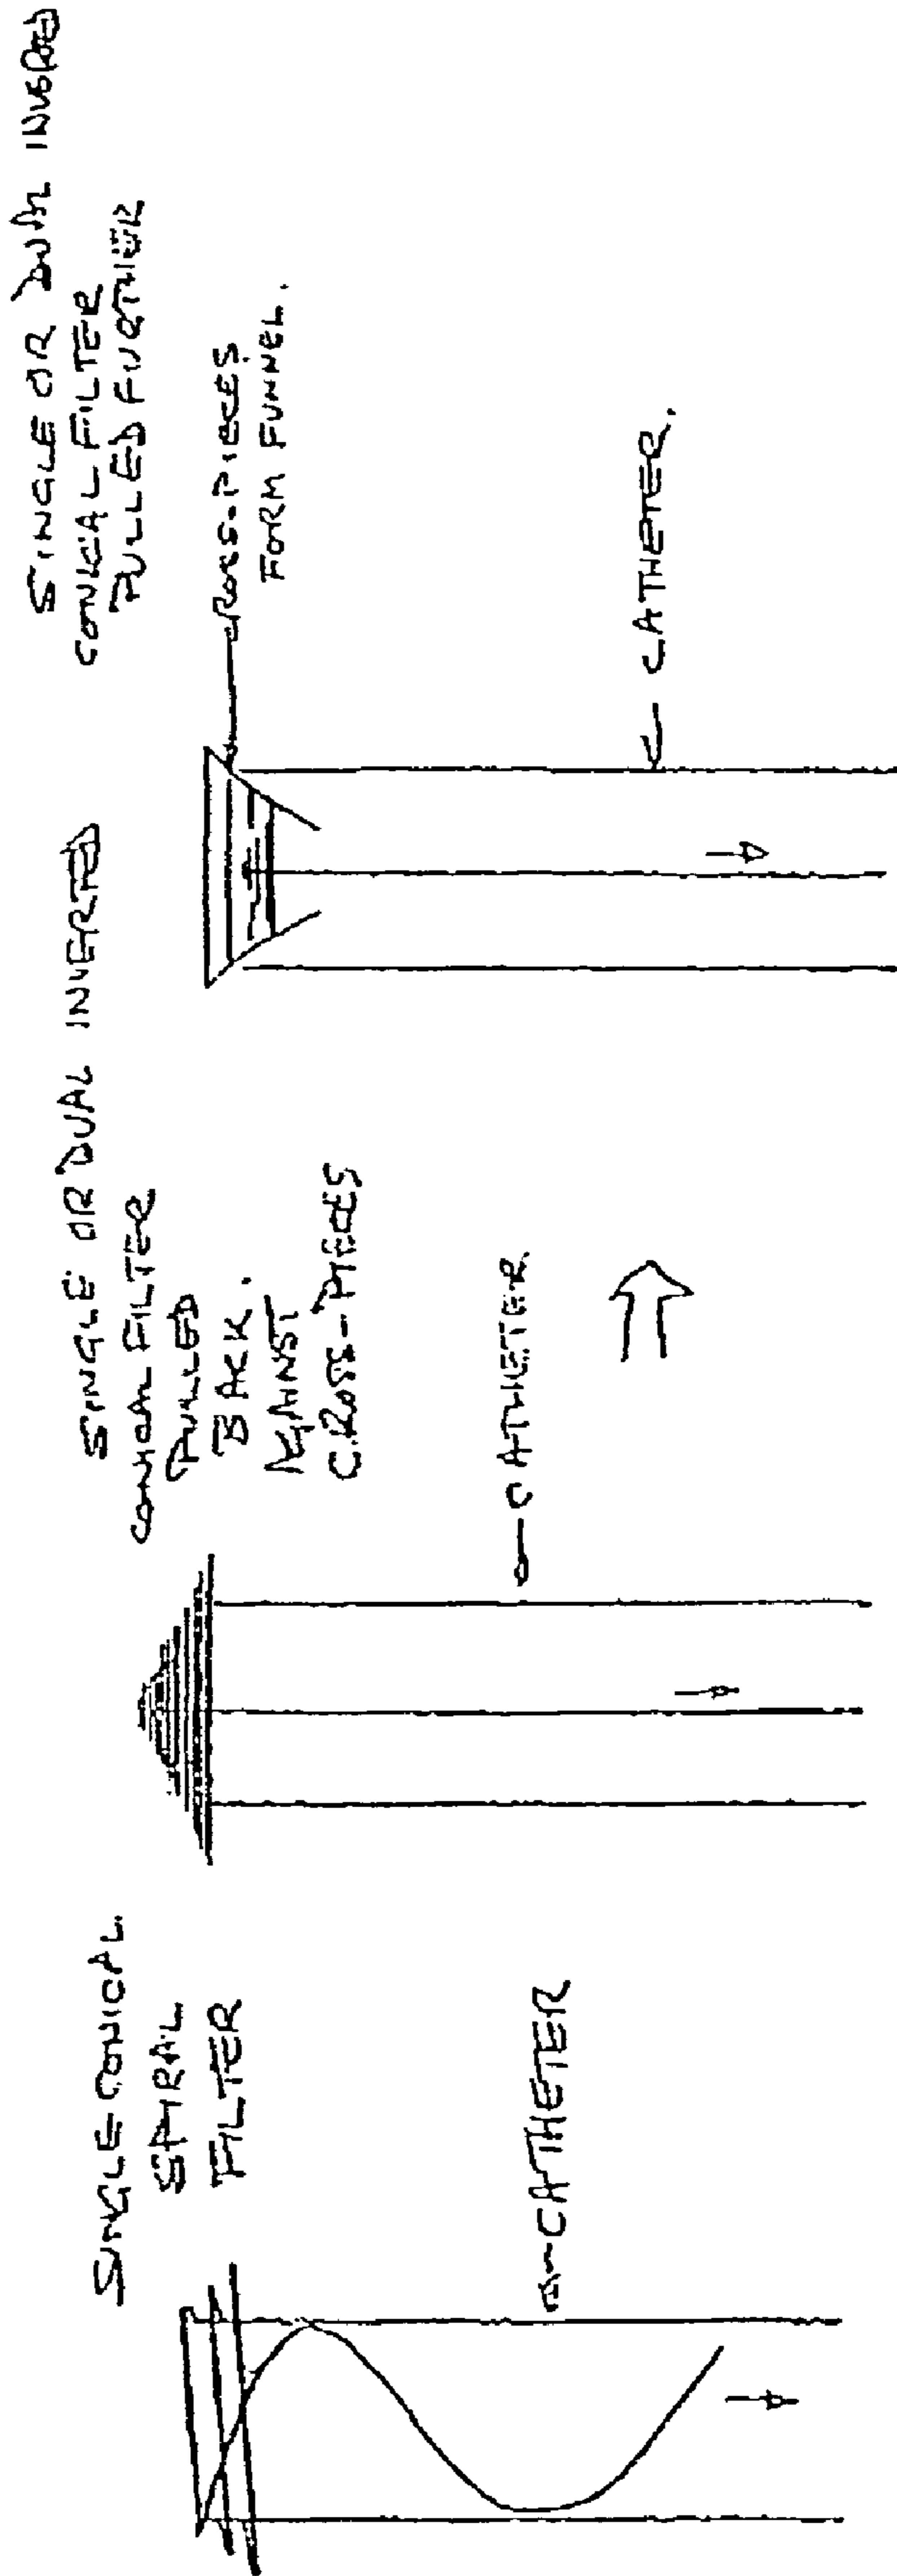 SINGLE CONICAL
SPIRAL
FILTER
CATHETER
SINGLE OR DUAL INVERTED
CONICAL FILTER
PULLED
BACK.
AGAINST
CROSS-PIECES
CATHETER.
SINGLE OR DUAL INVERTED
CONICAL FILTER
PULLED FURTHER
CROSS-PIECES
FORM FUNNEL.
CATHETER.